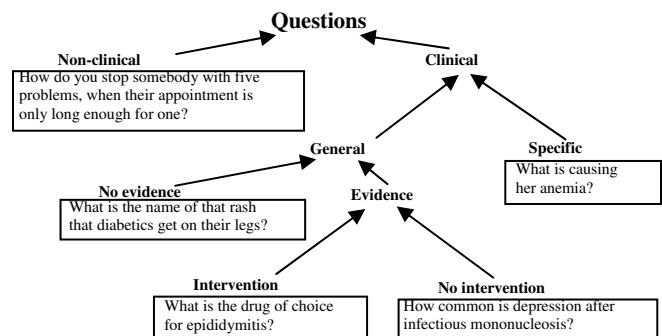 Questions
Non-clinical
Clinical
How do you stop somebody with five
problems, when their appointment is
only long enough for one?
General
Specific
What is causing
her anemia?
No evidence
What is the name of that rash
that diabetics get on their legs?
Evidence
Intervention
What is the drug of choice
for epididymitis?
No intervention
How common is depression after
infectious mononucleosis?